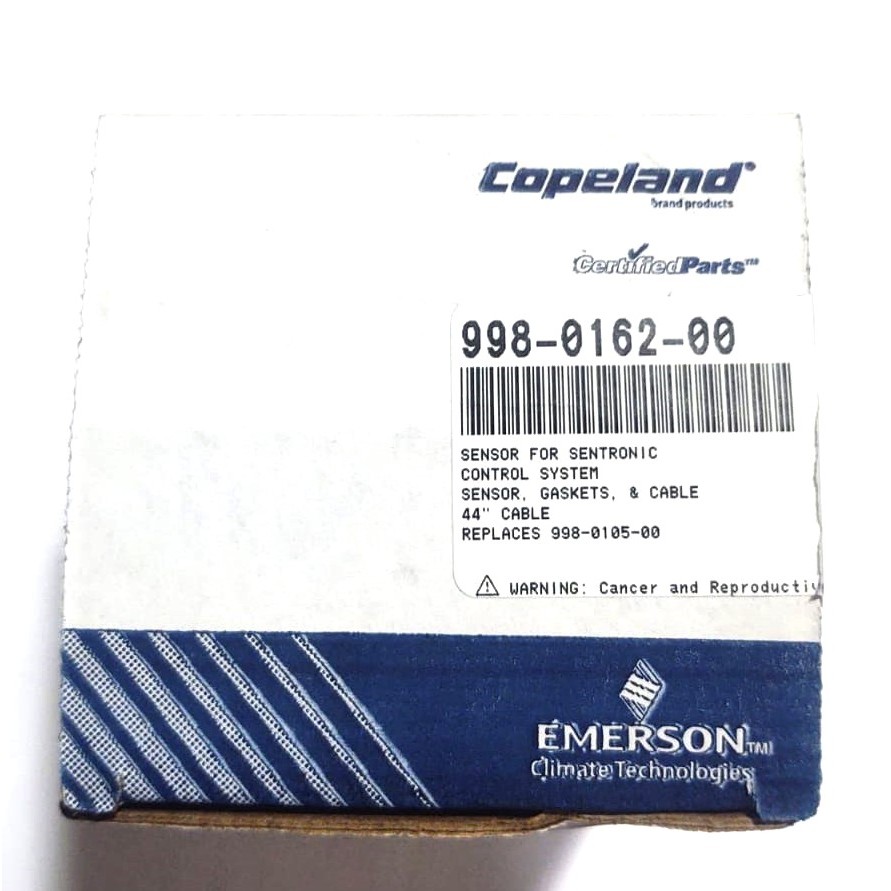 Copeland®
brand products
CertifiedParts™
998-0162-00
SENSOR FOR SENTRONIC
CONTROL SYSTEM
SENSOR, GASKETS, & CABLE
44" CABLE
REPLACES 998-0105-00
⚠ WARNING: Cancer and Reproductiv
EMERSON™
Climate Technologies